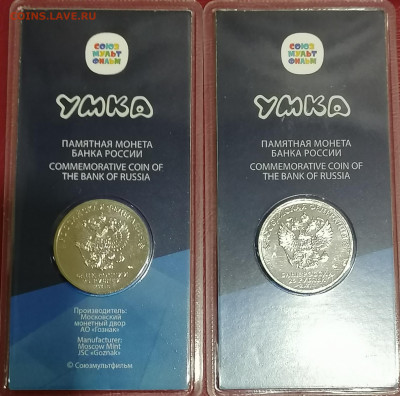 COINS.LAVE.RU
СОЮЗ
МУЛЬТ
ФИЛЬМ
УМКА
ПАМЯТНАЯ МОНЕТА
БАНКА РОССИИ
COMMEMORATIVE COIN OF
THE BANK OF RUSSIA
Производитель:
Московский
монетный двор
АО «Гознак»
Manufacturer:
Moscow Mint
JSC «Goznak»
© Союзмультфильм
СОЮЗ
МУЛЬТ
ФИЛЬМ
УМКА
ПАМЯТНАЯ МОНЕТА
БАНКА РОССИИ
COMMEMORATIVE COIN OF
THE BANK OF RUSSIA